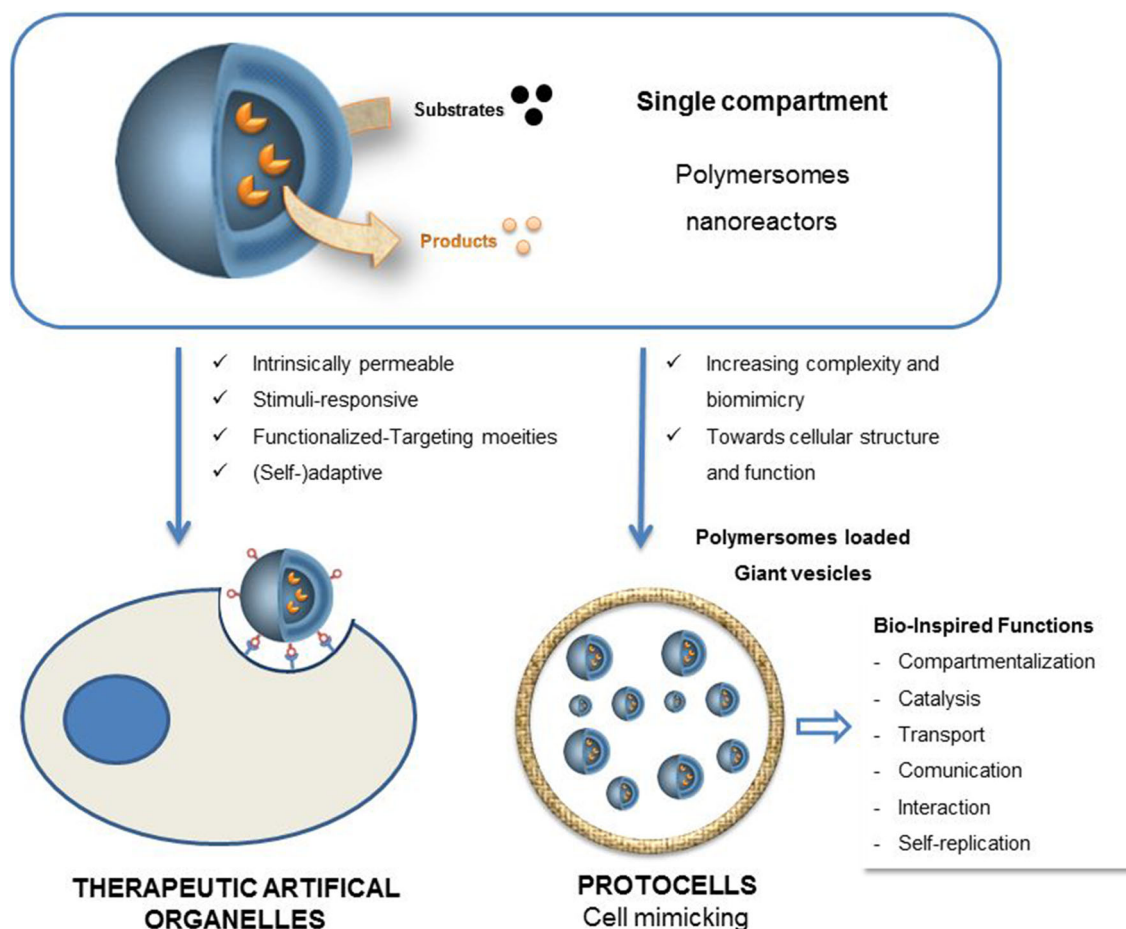 Substrates
Single compartment
Polymersomes
nanoreactors
Products
✓ Intrinsically permeable
✓ Stimuli-responsive
✓ Functionalized-Targeting moeities
✓ (Self-)adaptive
✓ Increasing complexity and
biomimicry
✓ Towards cellular structure
and function
Polymersomes loaded
Giant vesicles
Bio-Inspired Functions
- Compartmentalization
- Catalysis
- Transport
- Comunication
- Interaction
- Self-replication
THERAPEUTIC ARTIFICAL
ORGANELLES
PROTOCELLS
Cell mimicking